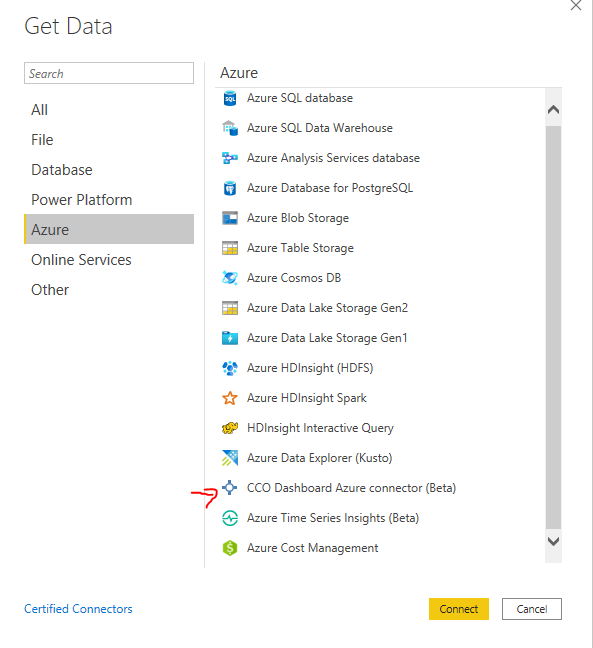 Get Data
Search
All
File
Database
Power Platform
Azure
Online Services
Other
Azure
Azure SQL database
SQL
Azure SQL Data Warehouse
Azure Analysis Services database
Azure Database for PostgreSQL
Azure Blob Storage
Azure Table Storage
Azure Cosmos DB
Azure Data Lake Storage Gen2
Azure Data Lake Storage Gen1
Azure HDInsight (HDFS)
Azure HDInsight Spark
HDInsight Interactive Query
Azure Data Explorer (Kusto)
CCO Dashboard Azure connector (Beta)
Azure Time Series Insights (Beta)
Azure Cost Management
Certified Connectors
Connect
Cancel